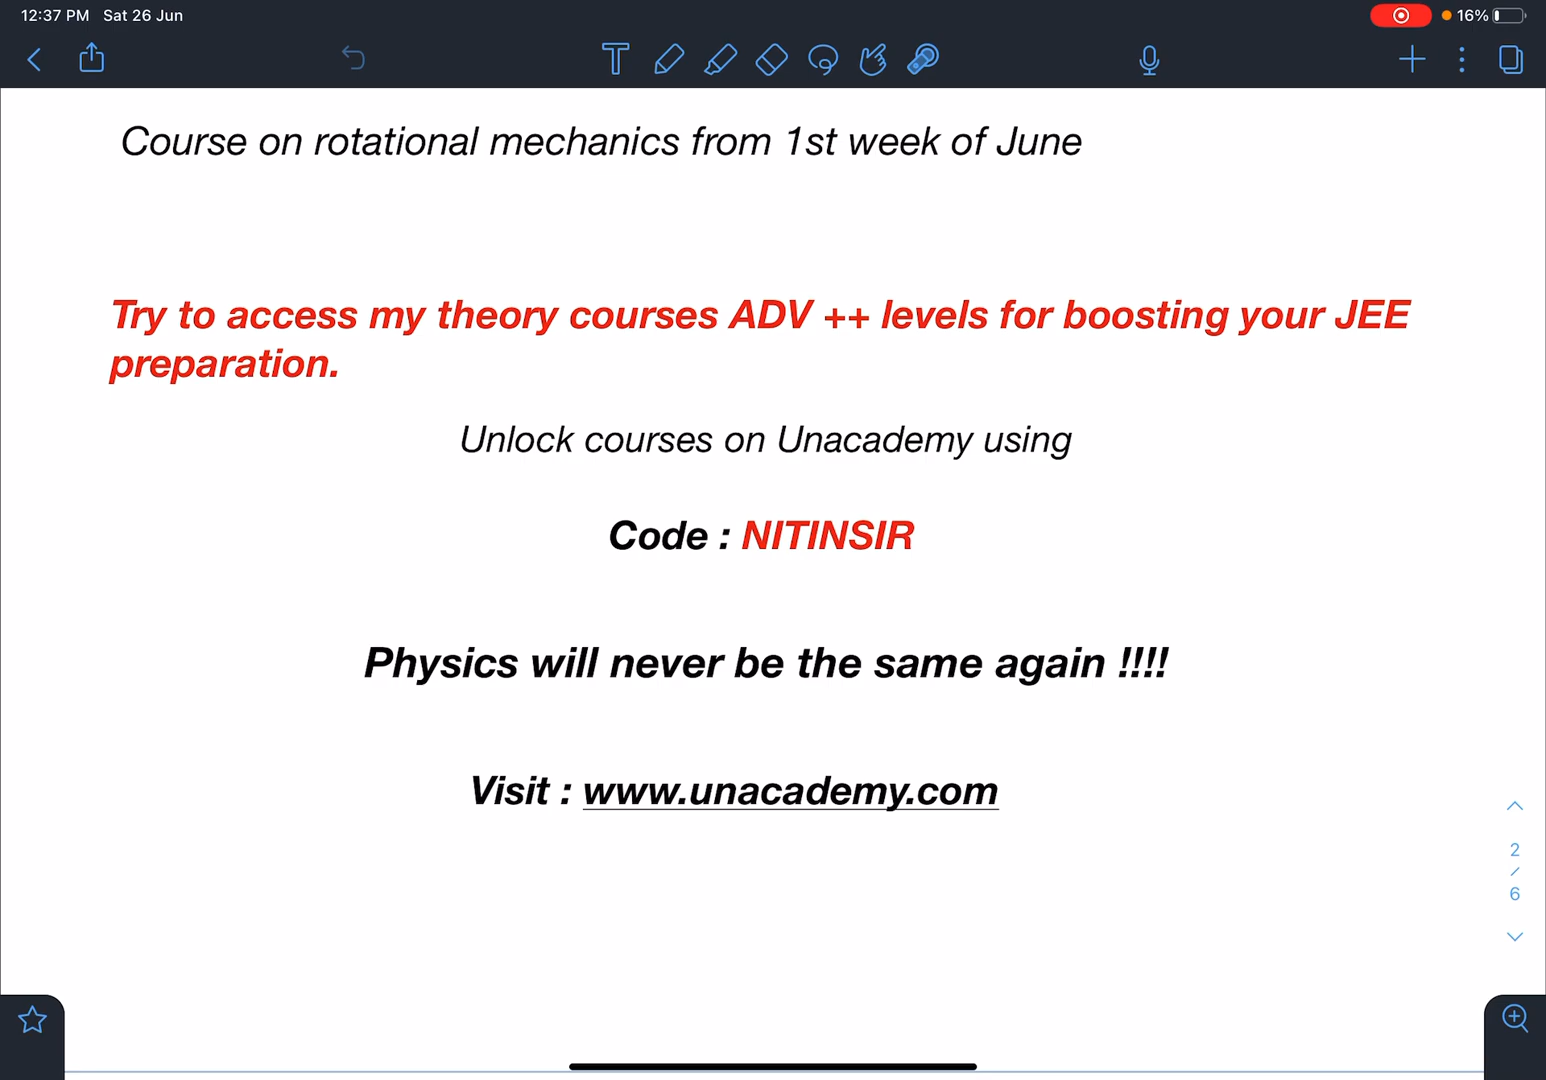 12:37 PM Sat 26 Jun
16%
Course on rotational mechanics from 1st week of June
Try to access my theory courses ADV ++ levels for boosting your JEE
preparation.
Unlock courses on Unacademy using
Code : NITINSIR
Physics will never be the same again !!!!
Visit : www.unacademy.com
2
/
6